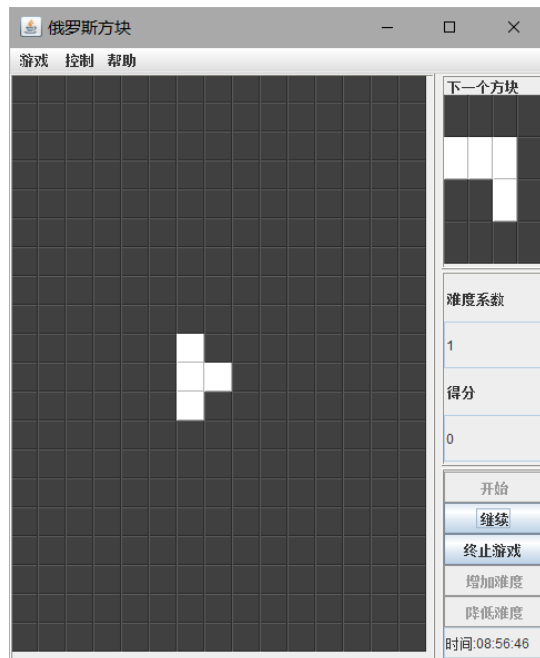 俄罗斯方块
游戏 控制 帮助
下一个方块
难度系数
1
得分
0
开始
继续
终止游戏
增加难度
降低难度
时间:08:56:46